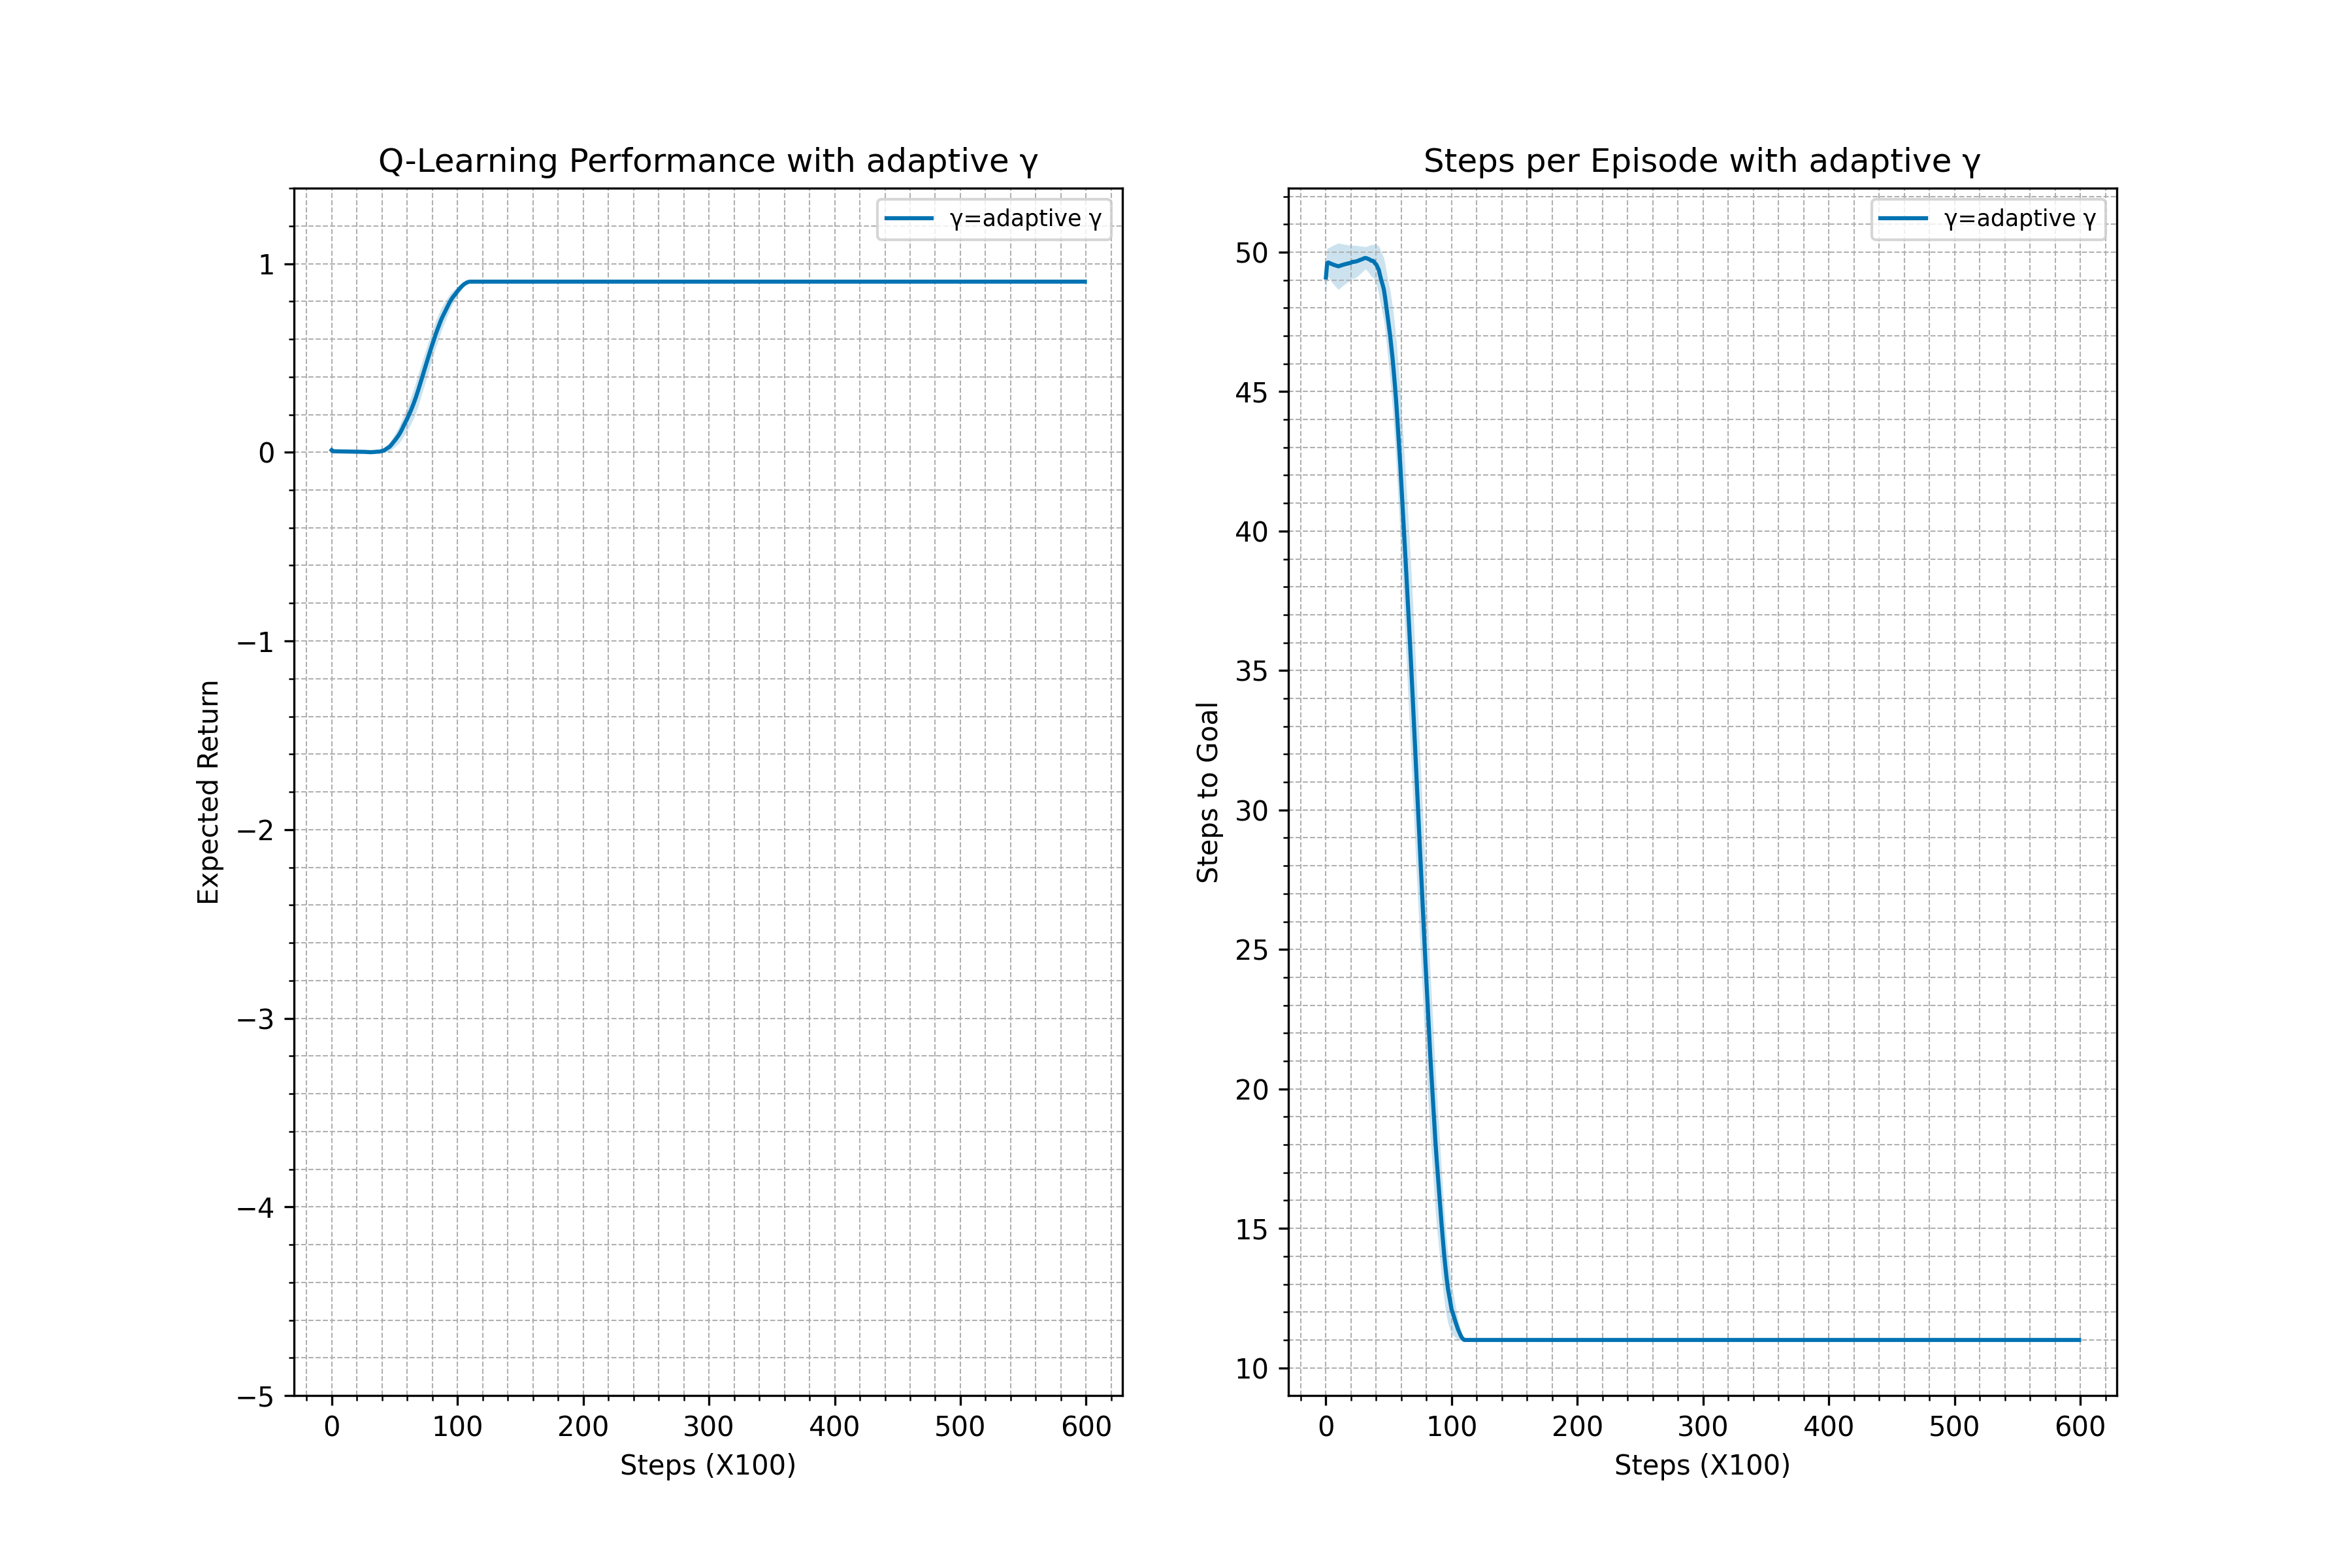 Q-Learning Performance with adaptive γ
γ=adaptive γ
1
0
−1
−2
−3
−4
−5
Expected Return
0 100 200 300 400 500 600
Steps (X100)
Steps per Episode with adaptive γ
γ=adaptive γ
50
45
40
35
30
25
20
15
10
Steps to Goal
0 100 200 300 400 500 600
Steps (X100)